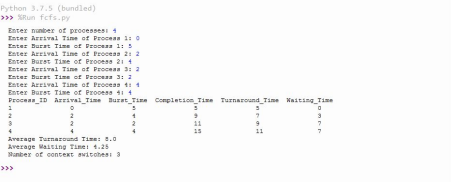 Python 3.7.5 (bundled)
>>> %Run fcfs.py
Enter number of processes: 4
Enter Arrival Time of Process 1: 0
Enter Burst Time of Process 1: 5
Enter Arrival Time of Process 2: 2
Enter Burst Time of Process 2: 4
Enter Arrival Time of Process 3: 2
Enter Burst Time of Process 3: 2
Enter Arrival Time of Process 4: 4
Enter Burst Time of Process 4: 4
Process_ID Arrival_Time Burst_Time Completion_Time Turnaround_Time Waiting_Time
1 0 5 5 5 0
2 2 4 9 7 3
3 2 2 11 9 7
4 4 4 15 11 7
Average Turnaround Time: 8.0
Average Waiting Time: 4.25
Number of context switches: 3
>>>